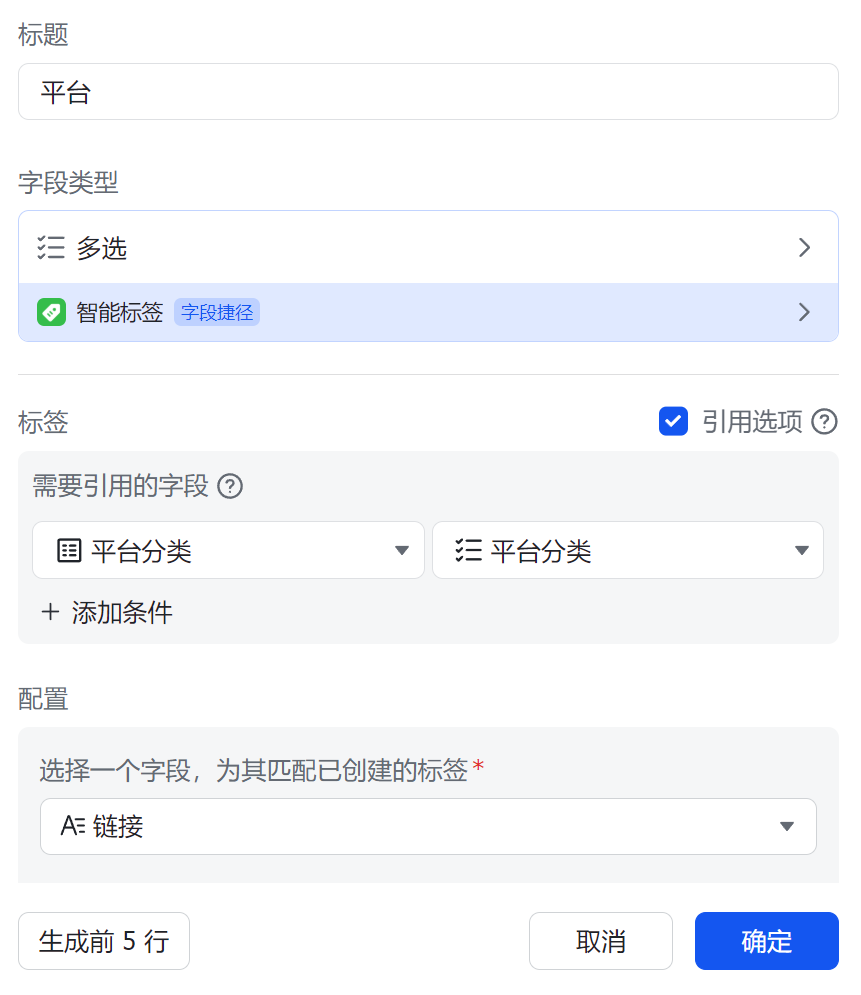 标题
平台
字段类型
多选
智能标签 字段捷径
标签 引用选项
需要引用的字段
平台分类 平台分类
+ 添加条件
配置
选择一个字段，为其匹配已创建的标签*
链接
生成前 5 行 取消 确定